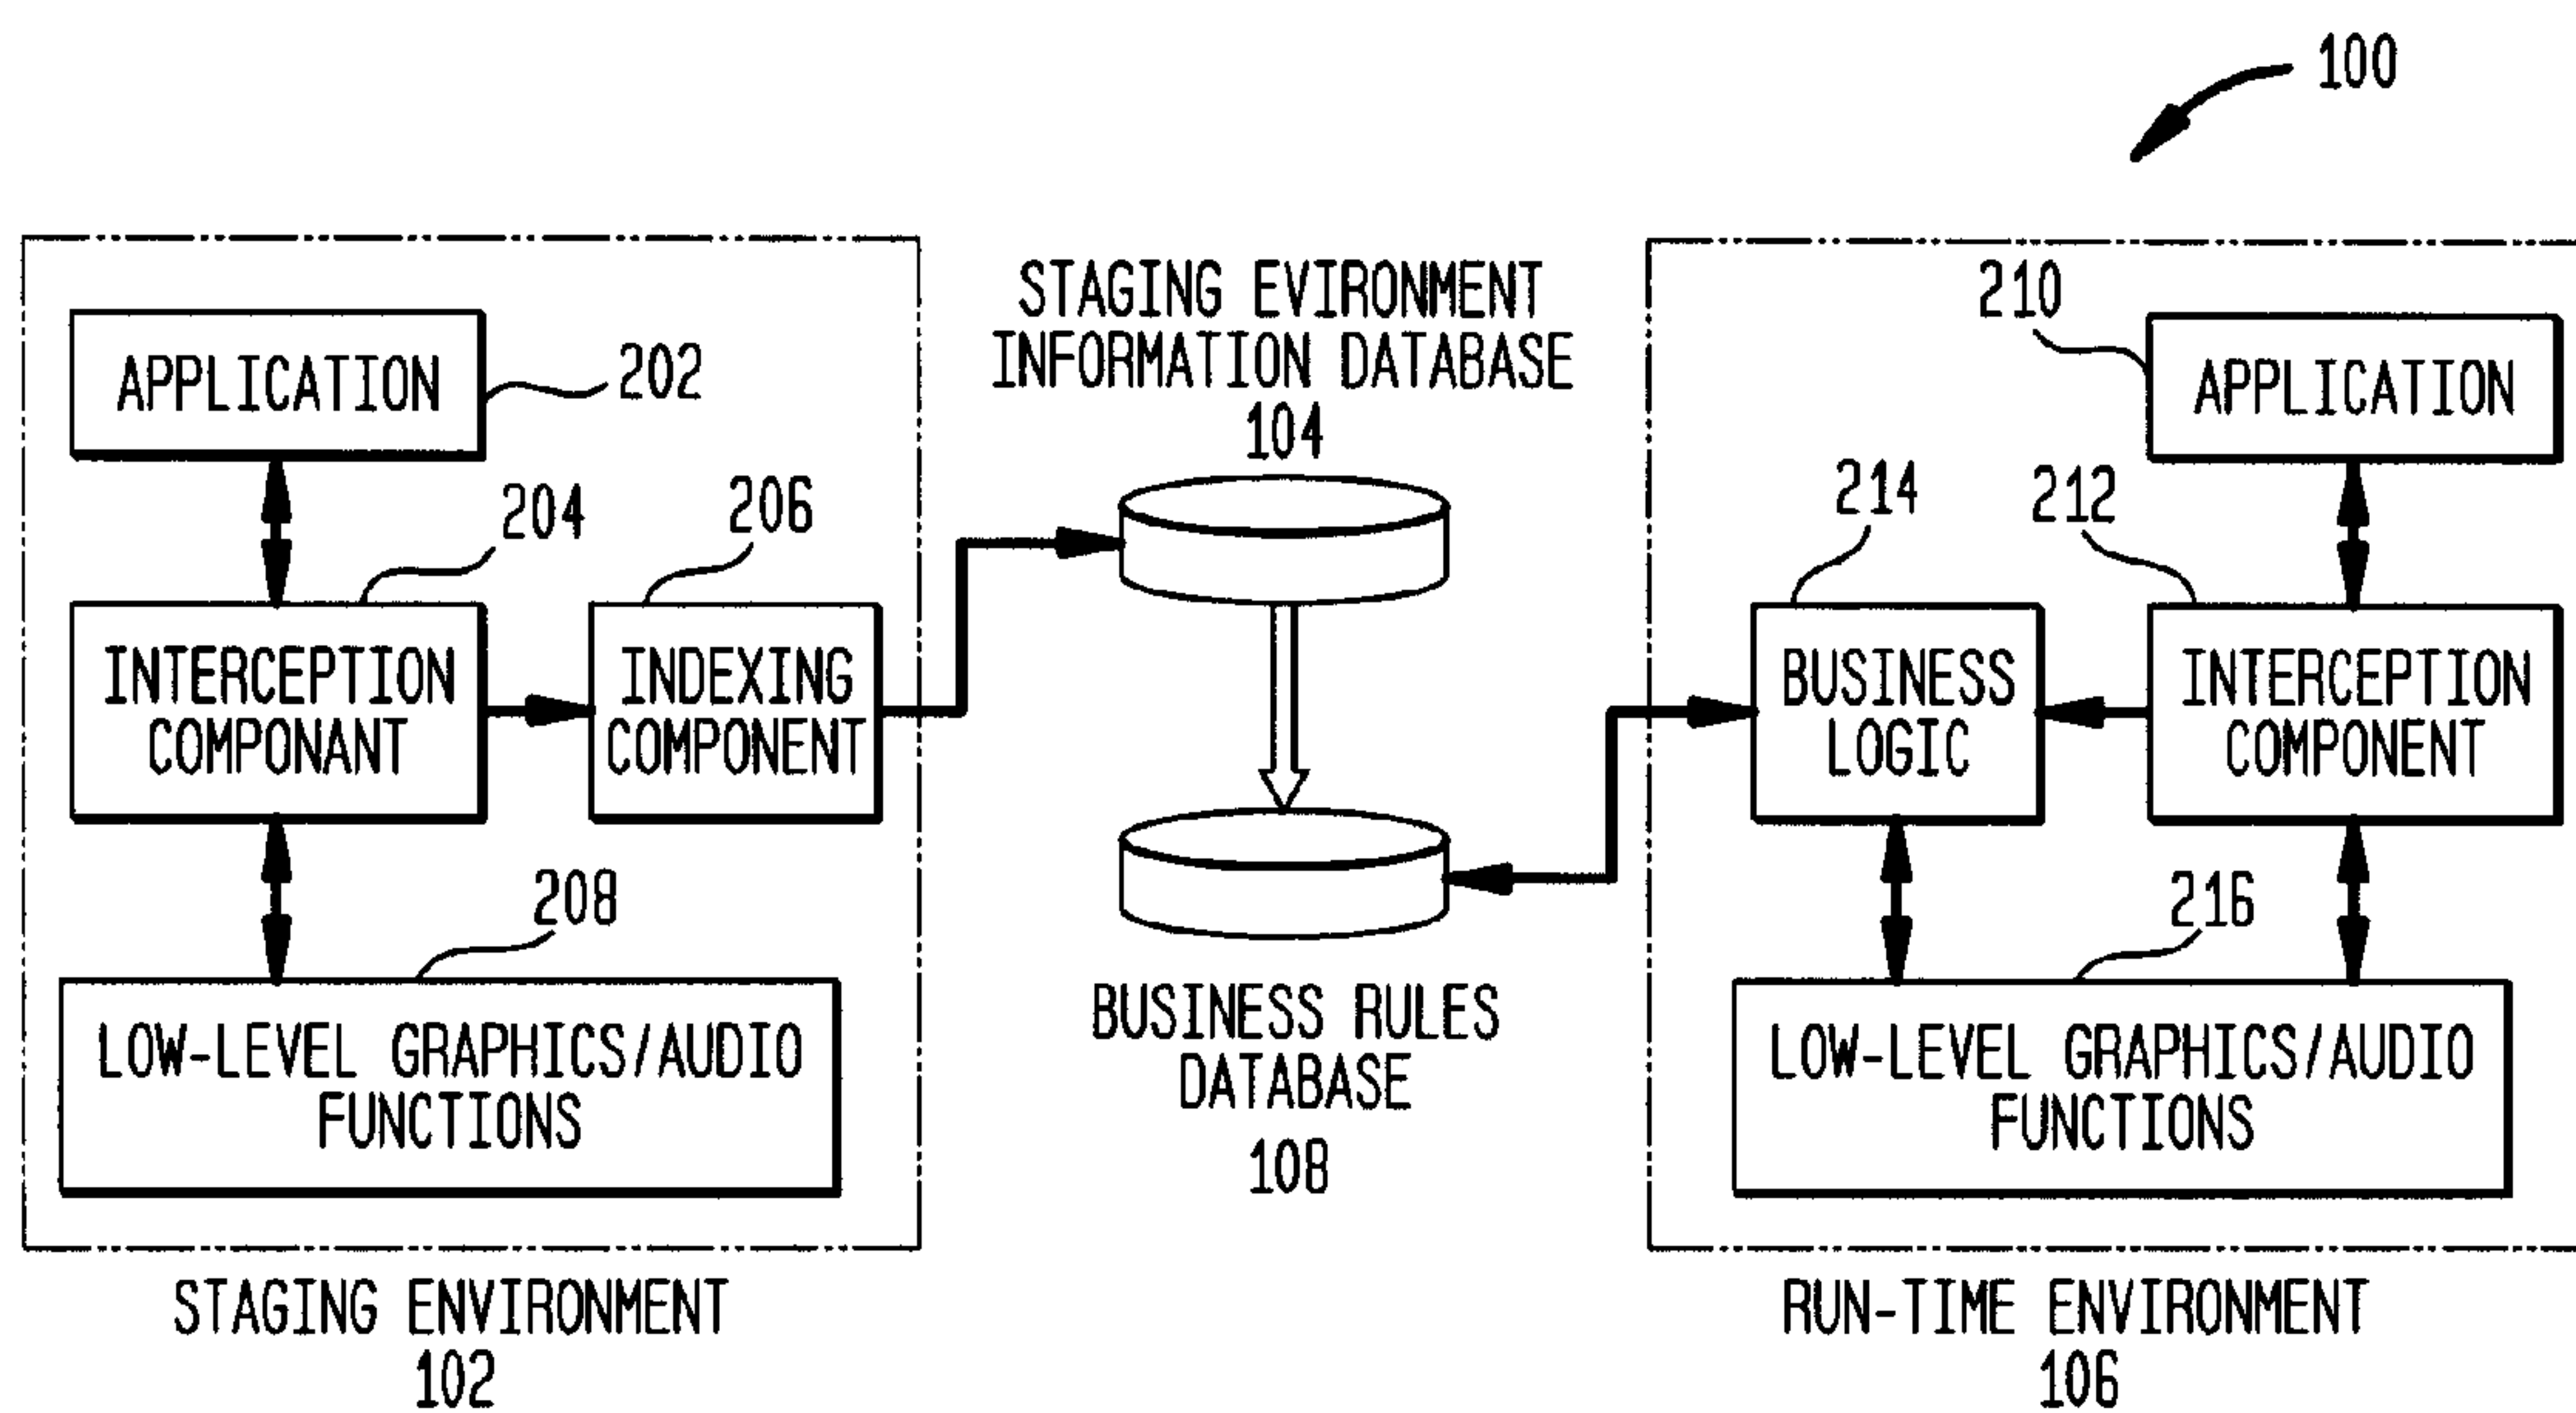 100
STAGING EVIRONMENT
INFORMATION DATABASE
104
APPLICATION
202
204
206
INTERCEPTION
COMPONANT
INDEXING
COMPONENT
208
LOW-LEVEL GRAPHICS/AUDIO
FUNCTIONS
STAGING ENVIRONMENT
102
BUSINESS RULES
DATABASE
108
210
APPLICATION
214
212
BUSINESS
LOGIC
INTERCEPTION
COMPONENT
216
LOW-LEVEL GRAPHICS/AUDIO
FUNCTIONS
RUN-TIME ENVIRONMENT
106